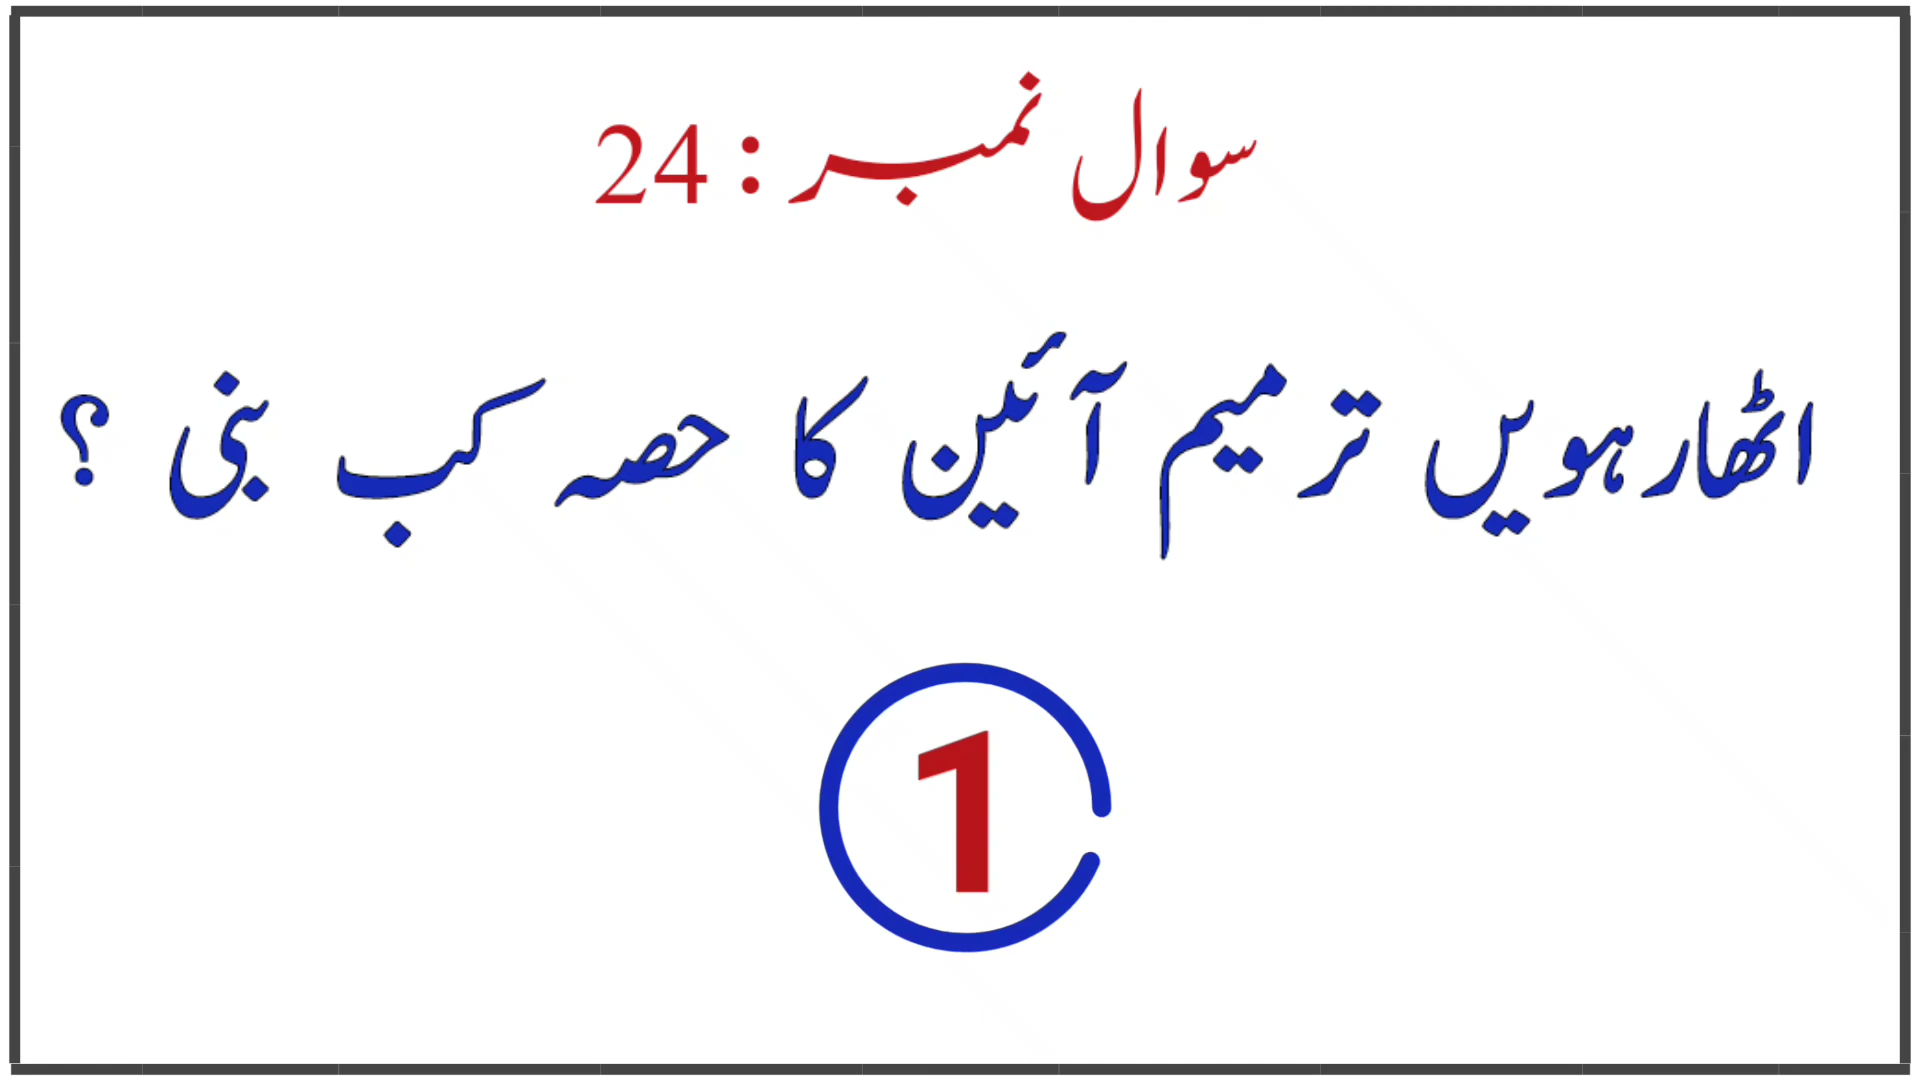 سوال نمبر : 24
اٹھارہویں ترمیم آئین کا حصہ کب بنی ؟
1